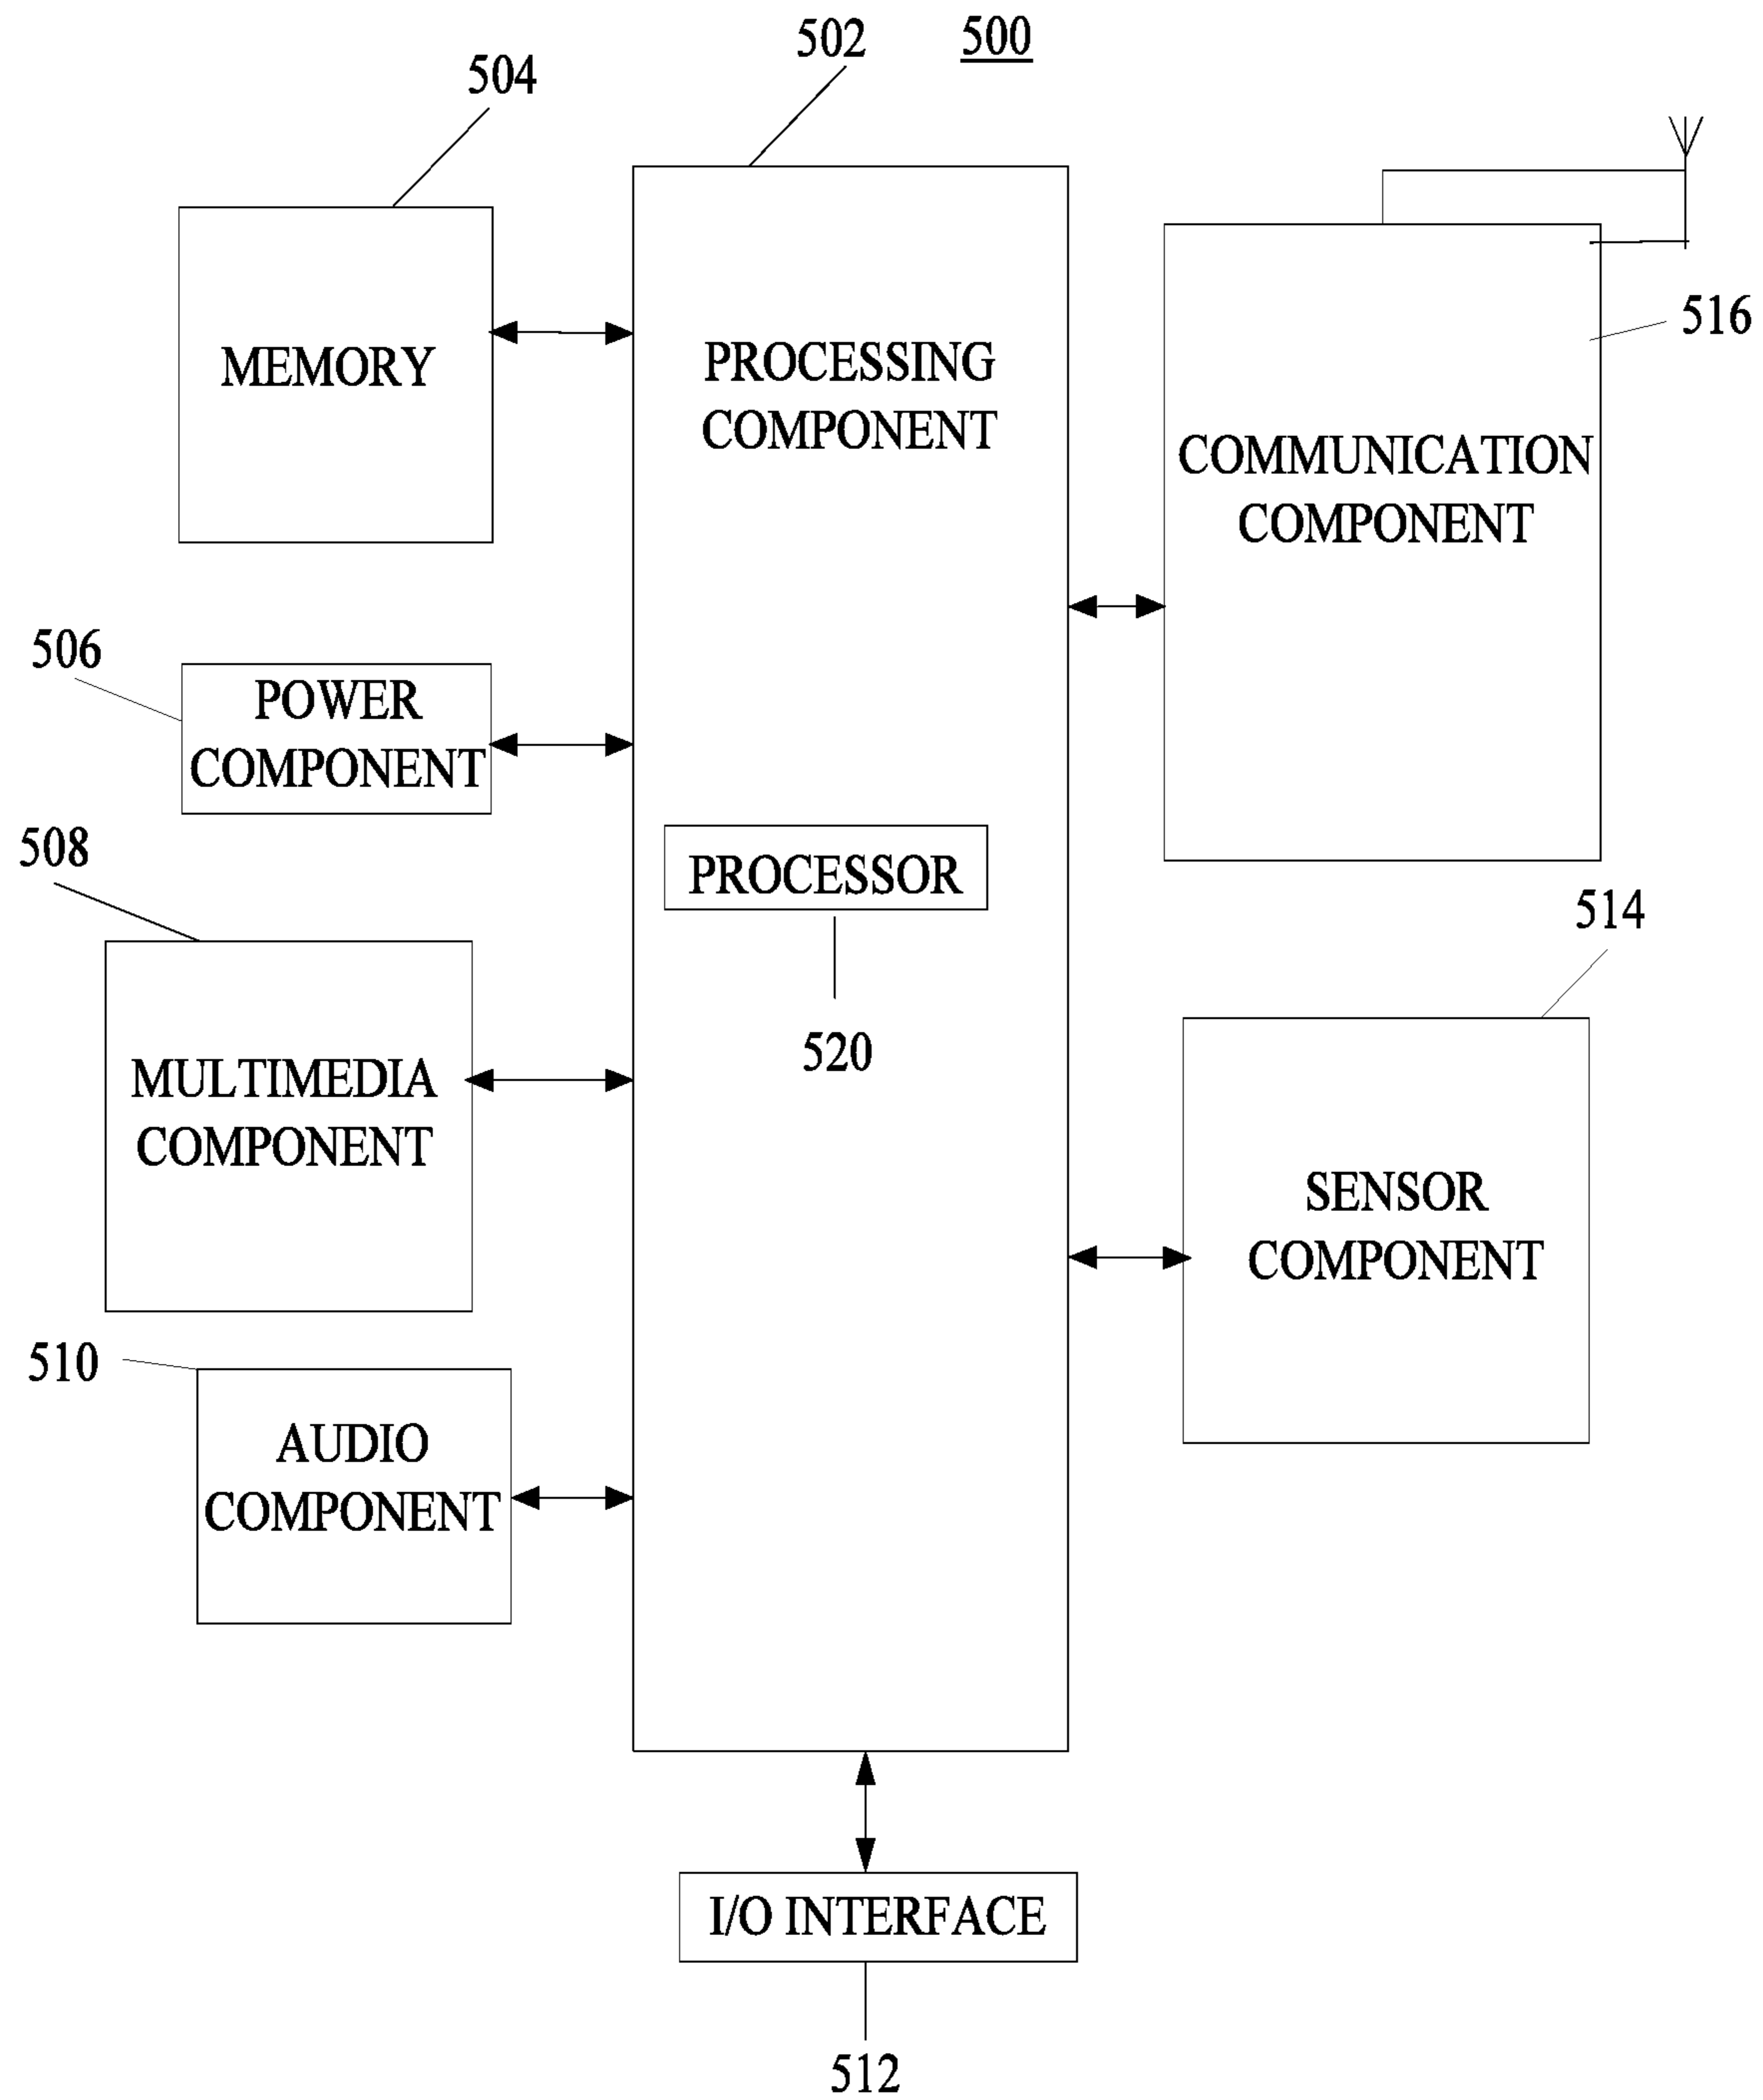 502
500
504
MEMORY
PROCESSING
COMPONENT
516
COMMUNICATION
COMPONENT
506
POWER
COMPONENT
508
PROCESSOR
520
514
MULTIMEDIA
COMPONENT
SENSOR
COMPONENT
510
AUDIO
COMPONENT
I/O INTERFACE
512